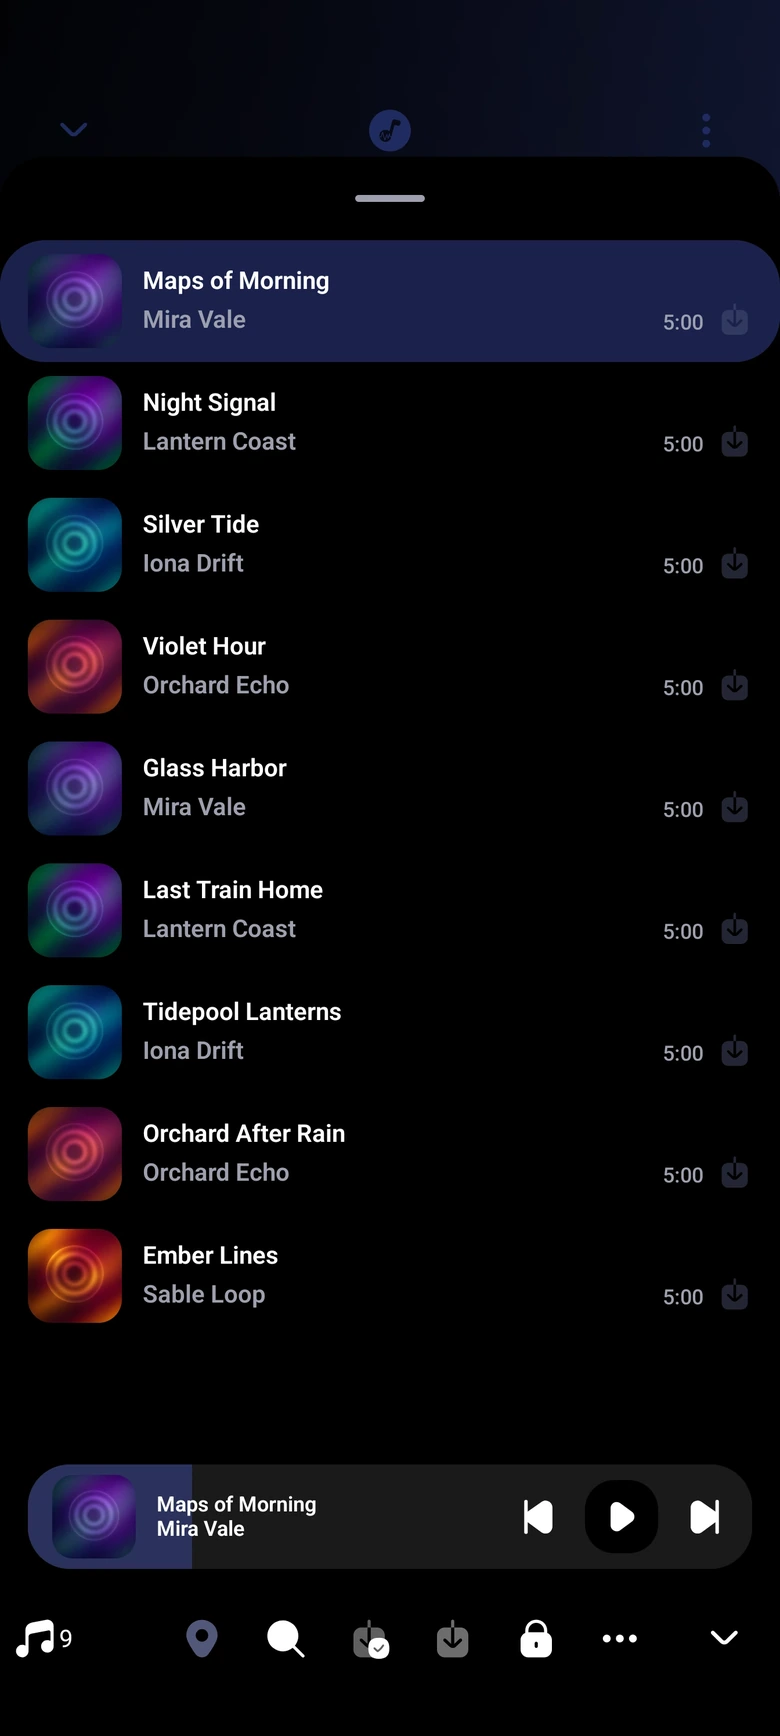 Maps of Morning
Mira Vale
5:00
Night Signal
Lantern Coast
5:00
Silver Tide
Iona Drift
5:00
Violet Hour
Orchard Echo
5:00
Glass Harbor
Mira Vale
5:00
Last Train Home
Lantern Coast
5:00
Tidepool Lanterns
Iona Drift
5:00
Orchard After Rain
Orchard Echo
5:00
Ember Lines
Sable Loop
5:00
Maps of Morning
Mira Vale
9